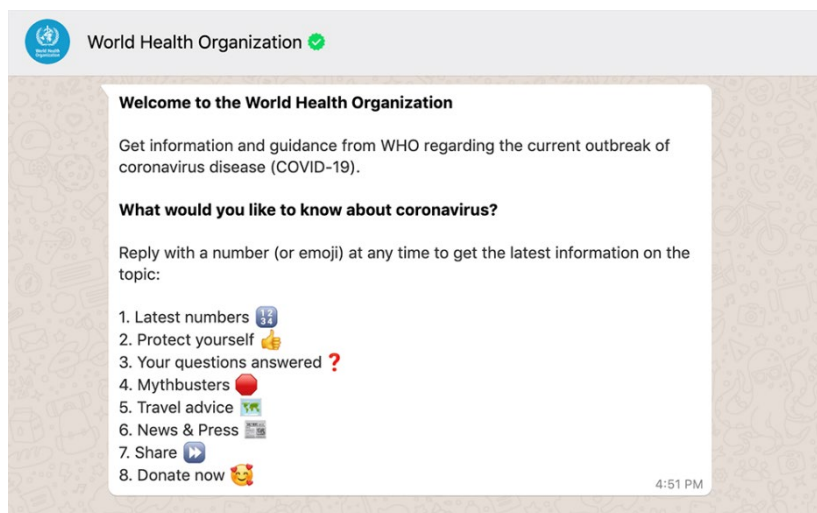 World Health Organization
Welcome to the World Health Organization
Get information and guidance from WHO regarding the current outbreak of
coronavirus disease (COVID-19).
What would you like to know about coronavirus?
Reply with a number (or emoji) at any time to get the latest information on the
topic:
1. Latest numbers 🔢
2. Protect yourself 👍
3. Your questions answered ❓
4. Mythbusters 🛑
5. Travel advice 🗺️
6. News & Press 📰
7. Share ⏩
8. Donate now 🥰
4:51 PM